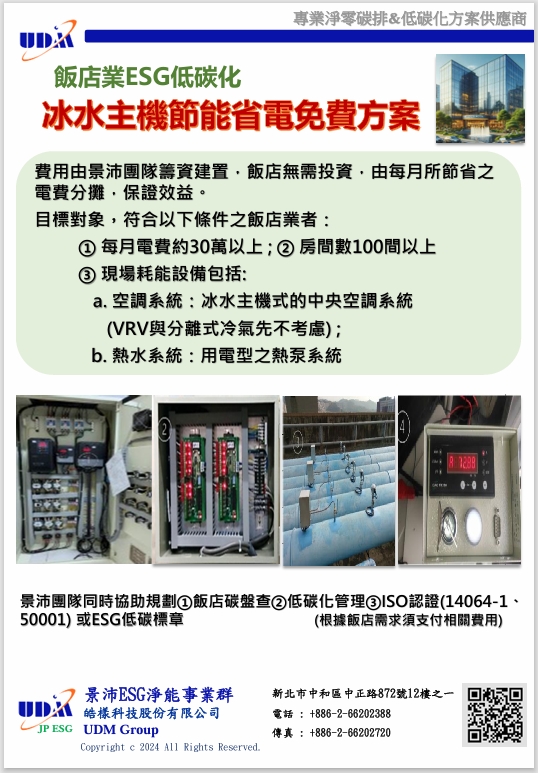 專業淨零碳排&低碳化方案供應商
UDM
飯店業ESG低碳化
冰水主機節能省電免費方案
費用由景沛團隊籌資建置，飯店無需投資，由每月所節省之
電費分攤，保證效益。
目標對象，符合以下條件之飯店業者：
① 每月電費約30萬以上 ; ② 房間數100間以上
③ 現場耗能設備包括:
a. 空調系統：冰水主機式的中央空調系統
(VRV與分離式冷氣先不考慮) ;
b. 熱水系統：用電型之熱泵系統
② ③ ④
景沛團隊同時協助規劃①飯店碳盤查②低碳化管理③ISO認證(14064-1、
50001) 或ESG低碳標章 (根據飯店需求須支付相關費用)
UDM
JP ESG
景沛ESG淨能事業群
皓樣科技股份有限公司
UDM Group
Copyright c 2024 All Rights Reserved.
新北市中和區中正路872號12樓之一
電話 : +886-2-66202388
傳真 : +886-2-66202720